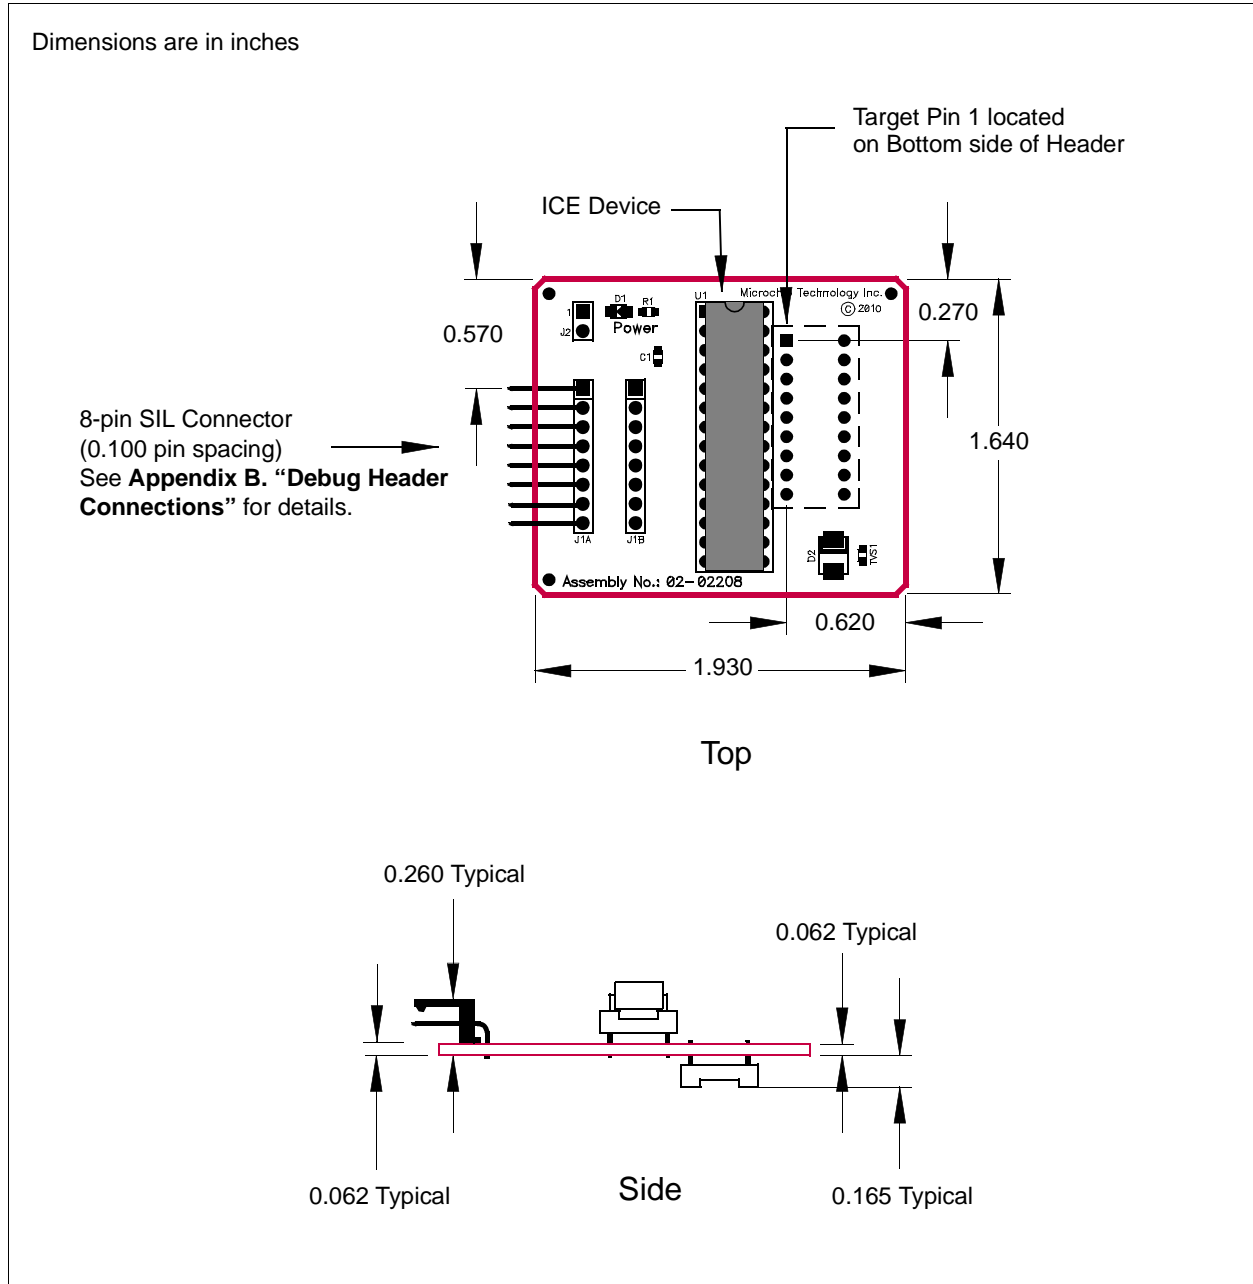 Dimensions are in inches
Target Pin 1 located
on Bottom side of Header
ICE Device
0.570
0.270
1.640
U1
Microch Technology Inc.
© 2010
D1
R1
1
J2
Power
C1
8-pin SIL Connector
(0.100 pin spacing)
See Appendix B. “Debug Header
Connections” for details.
J1A
J1B
D2
TVS1
Assembly No.: 02-02208
0.620
1.930
Top
0.260 Typical
0.062 Typical
0.062 Typical
Side
0.165 Typical